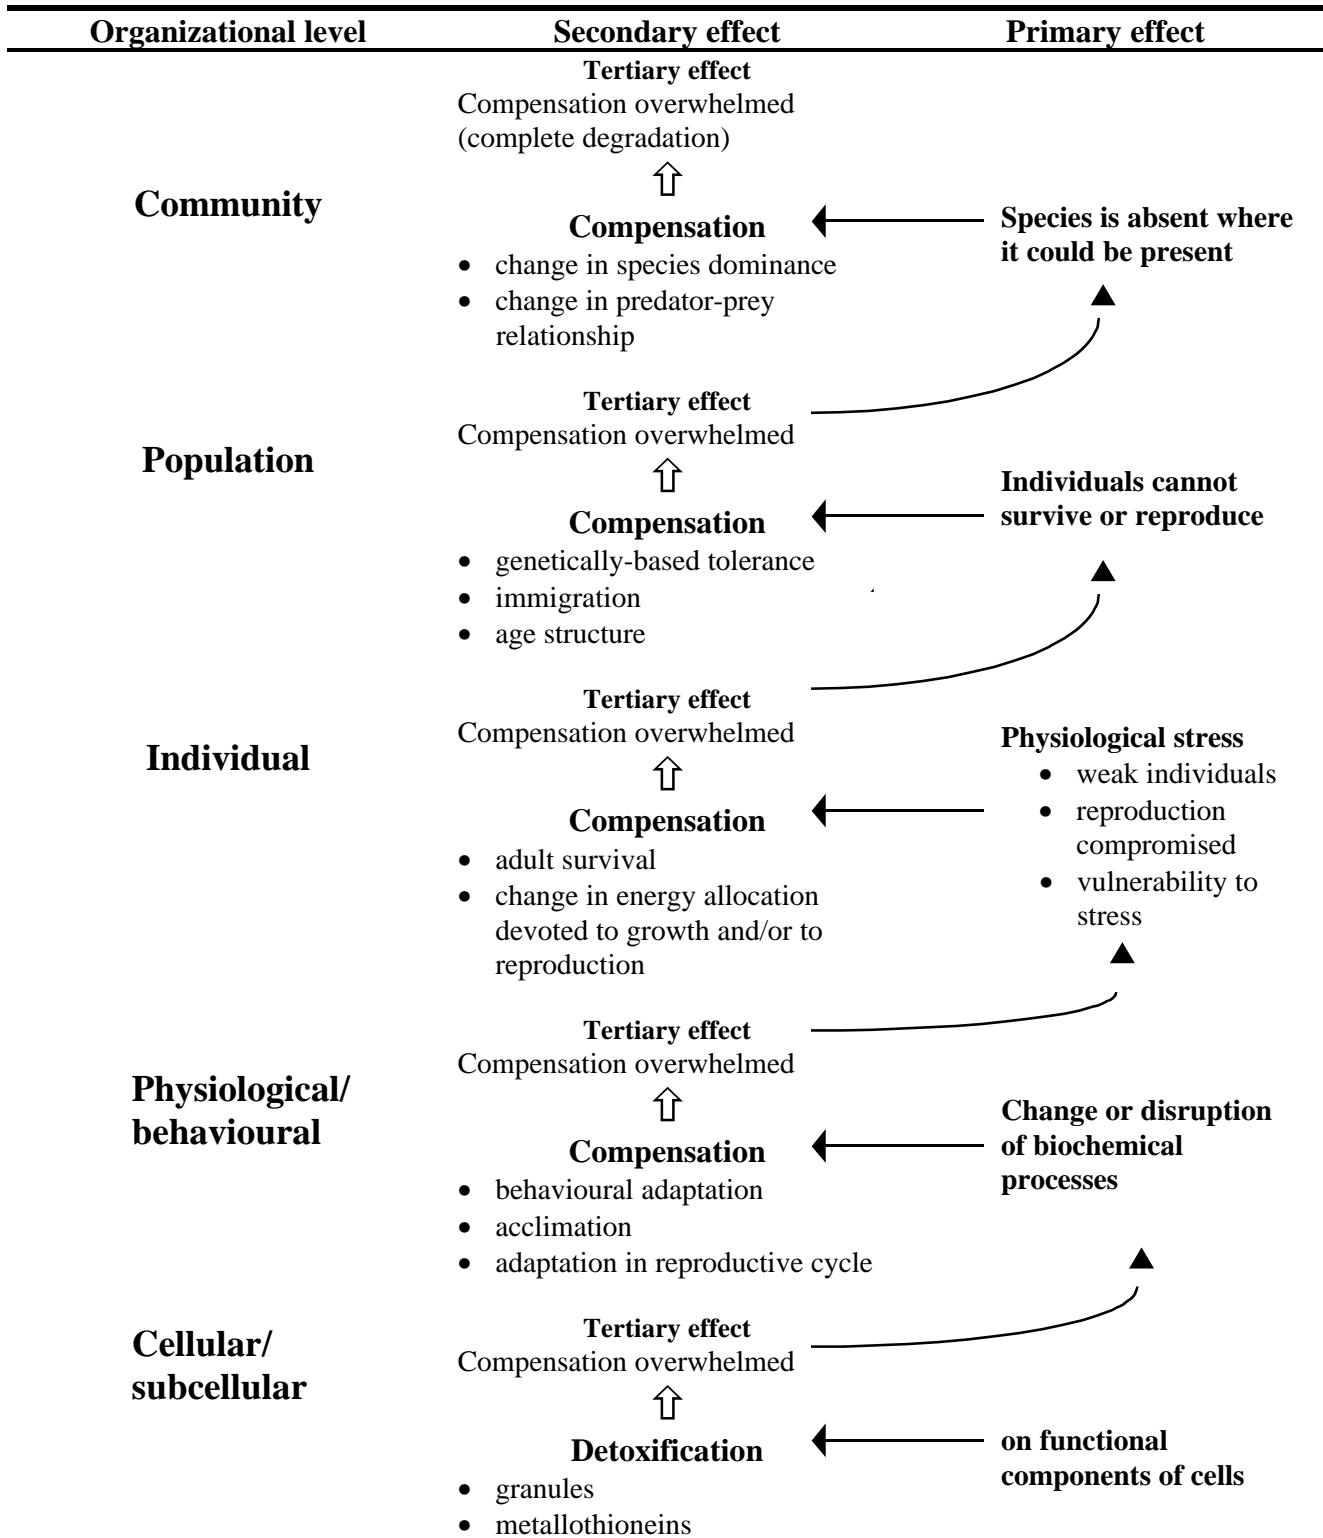 Organizational level Secondary effect Primary effect
Tertiary effect
Compensation overwhelmed
(complete degradation)
Community
Compensation
• change in species dominance
• change in predator-prey
relationship
Species is absent where
it could be present
Tertiary effect
Compensation overwhelmed
Population
Compensation
• genetically-based tolerance
• immigration
• age structure
Individuals cannot
survive or reproduce
Tertiary effect
Compensation overwhelmed
Individual
Compensation
• adult survival
• change in energy allocation
devoted to growth and/or to
reproduction
Physiological stress
• weak individuals
• reproduction
compromised
• vulnerability to
stress
Tertiary effect
Compensation overwhelmed
Physiological/
behavioural
Compensation
• behavioural adaptation
• acclimation
• adaptation in reproductive cycle
Change or disruption
of biochemical
processes
Tertiary effect
Compensation overwhelmed
Cellular/
subcellular
Detoxification
• granules
• metallothioneins
on functional
components of cells